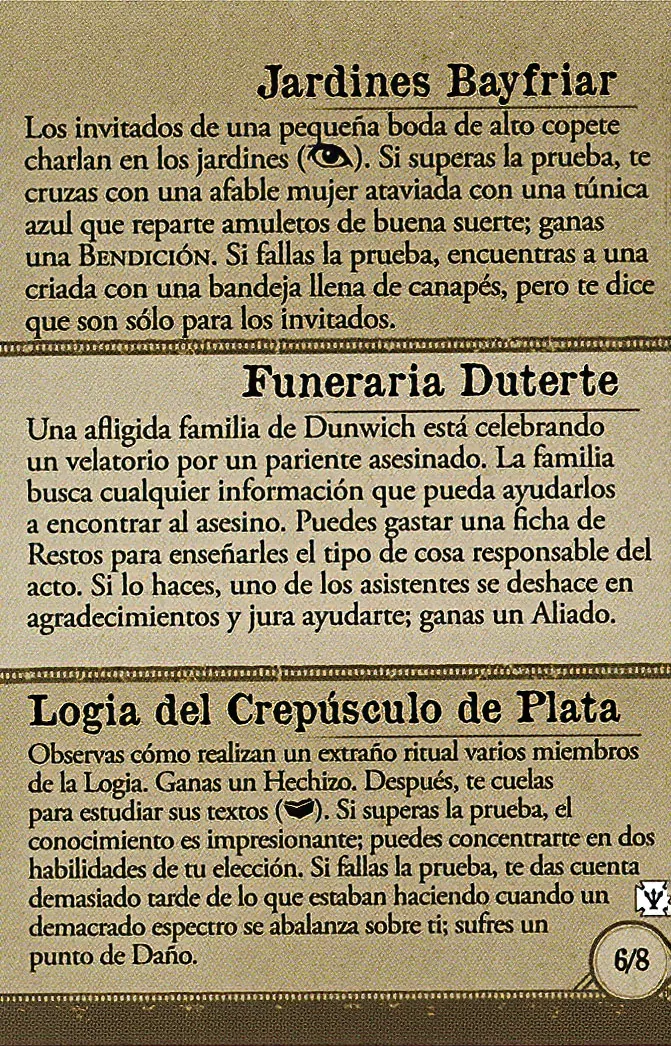 Jardines Bayfriar
Los invitados de una pequeña boda de alto copete
charlan en los jardines ( ). Si superas la prueba, te
cruzas con una afable mujer ataviada con una túnica
azul que reparte amuletos de buena suerte; ganas
una BENDICIÓN. Si fallas la prueba, encuentras a una
criada con una bandeja llena de canapés, pero te dice
que son sólo para los invitados.
Funeraria Duterte
Una afligida familia de Dunwich está celebrando
un velatorio por un pariente asesinado. La familia
busca cualquier información que pueda ayudarlos
a encontrar al asesino. Puedes gastar una ficha de
Restos para enseñarles el tipo de cosa responsable del
acto. Si lo haces, uno de los asistentes se deshace en
agradecimientos y jura ayudarte; ganas un Aliado.
Logia del Crepúsculo de Plata
Observas cómo realizan un extraño ritual varios miembros
de la Logia. Ganas un Hechizo. Después, te cuelas
para estudiar sus textos ( ). Si superas la prueba, el
conocimiento es impresionante; puedes concentrarte en dos
habilidades de tu elección. Si fallas la prueba, te das cuenta
demasiado tarde de lo que estaban haciendo cuando un
demacrado espectro se abalanza sobre ti; sufres un
punto de Daño.
6/8